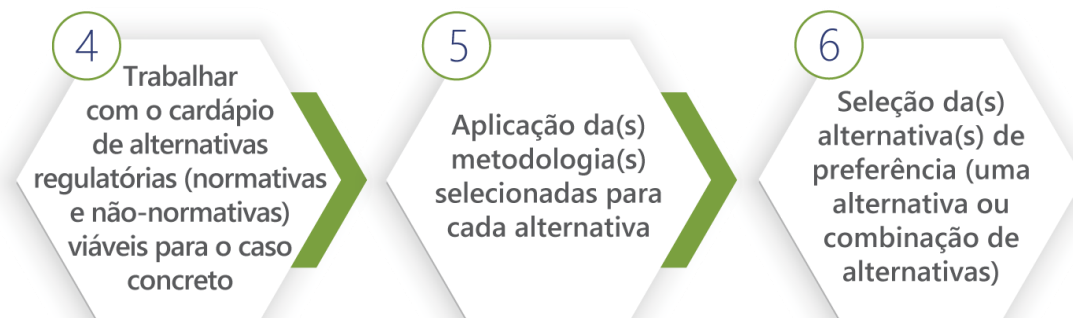 4
Trabalhar
com o cardápio
de alternativas
regulatórias (normativas
e não-normativas)
viáveis para o caso
concreto
5
Aplicação da(s)
metodologia(s)
selecionadas para
cada alternativa
6
Seleção da(s)
alternativa(s) de
preferência (uma
alternativa ou
combinação de
alternativas)